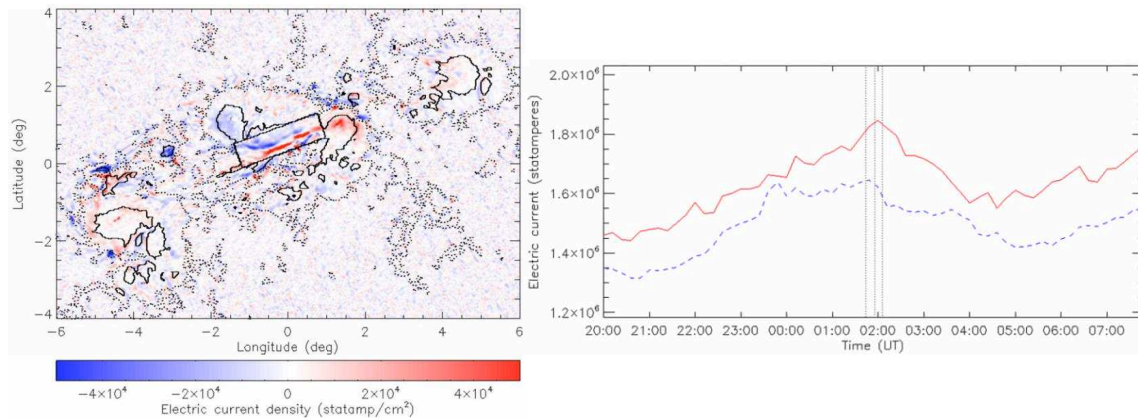 4
2
0
−2
−4
Latitude (deg)
−6 −4 −2 0 2 4 6
Longitude (deg)
−4×10⁴ −2×10⁴ 0 2×10⁴ 4×10⁴
Electric current density (statamp/cm²)
2.0×10⁶
1.8×10⁶
1.6×10⁶
1.4×10⁶
1.2×10⁶
Electric current (statamperes)
20:00 21:00 22:00 23:00 00:00 01:00 02:00 03:00 04:00 05:00 06:00 07:00
Time (UT)